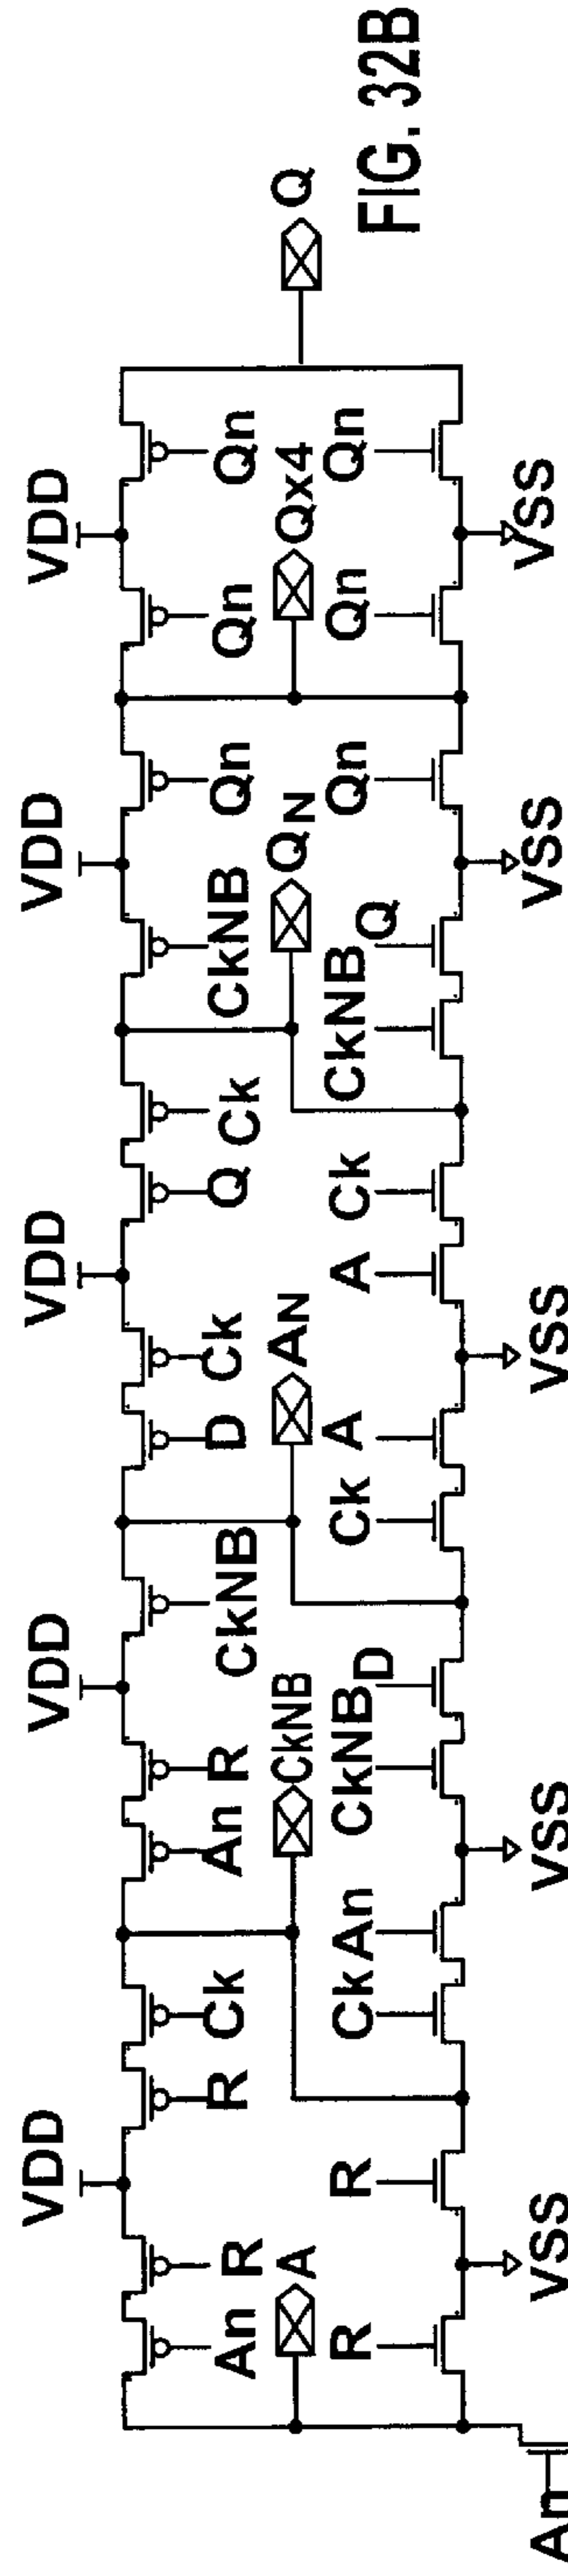 FIG. 32B
VDD VDD VDD VDD VDD
An R R Ck An R CkNB D Ck Q Ck CkNB Qn Qn Qn
A CkNB AN QN Qx4 Q
R R Ck An CkNB D Ck A A Ck CkNB Q Qn Qn Qn
VSS VSS VSS VSS VSS
An